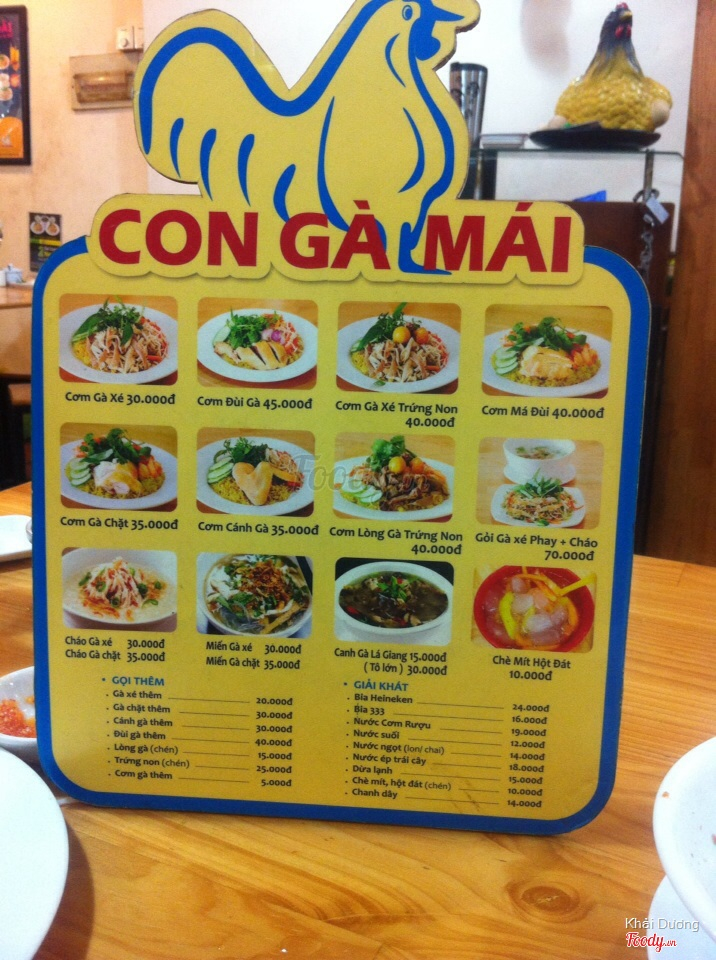 CON GÀ MÁI
Cơm Gà Xé 30.000đ
Cơm Đùi Gà 45.000đ
Cơm Gà Xé Trứng Non
40.000đ
Cơm Má Đùi 40.000đ
Cơm Gà Chặt 35.000đ
Cơm Cánh Gà 35.000đ
Cơm Lòng Gà Trứng Non
40.000đ
Gỏi Gà xé Phay + Cháo
70.000đ
Cháo Gà xé 30.000đ
Cháo Gà chặt 35.000đ
Miến Gà xé 30.000đ
Miến Gà chặt 35.000đ
Canh Gà Lá Giang 15.000đ
( Tô lớn ) 30.000đ
Chè Mít Hột Đát
10.000đ
• GỌI THÊM
. Gà xé thêm 20.000đ
. Gà chặt thêm 30.000đ
. Cánh gà thêm 30.000đ
. Đùi gà thêm 40.000đ
. Lòng gà (chén) 15.000đ
. Trứng non (chén) 25.000đ
. Cơm gà thêm 5.000đ
• GIẢI KHÁT
. Bia Heineken 24.000đ
. Bia 333 16.000đ
. Nước Cơm Rượu 19.000đ
. Nước suối 12.000đ
. Nước ngọt (lon/ chai) 14.000đ
. Nước ép trái cây 18.000đ
. Dừa lạnh 15.000đ
. Chè mít, hột đát (chén) 10.000đ
. Chanh dây 14.000đ
Foody.vn
Khải Dương
Foody.vn